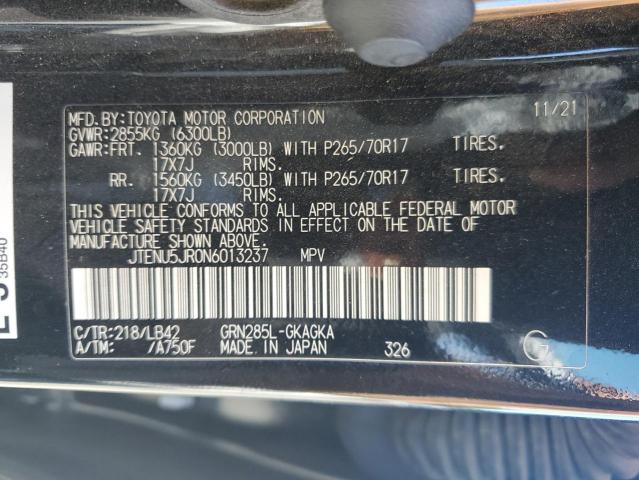 MFD.BY:TOYOTA MOTOR CORPORATION 11/21
GVWR:2855KG (6300LB)
GAWR:FRT. 1360KG (3000LB) WITH P265/70R17 TIRES.
17X7J RIMS.
RR. 1560KG (3450LB) WITH P265/70R17 TIRES.
17X7J RIMS.
THIS VEHICLE CONFORMS TO ALL APPLICABLE FEDERAL MOTOR
VEHICLE SAFETY STANDARDS IN EFFECT ON THE DATE OF
MANUFACTURE SHOWN ABOVE.
JTENU5JR0N6013237 MPV
C/TR:218/LB42 GRN285L-GKAGKA
A/TM: /A750F MADE IN JAPAN 326 G
35B40